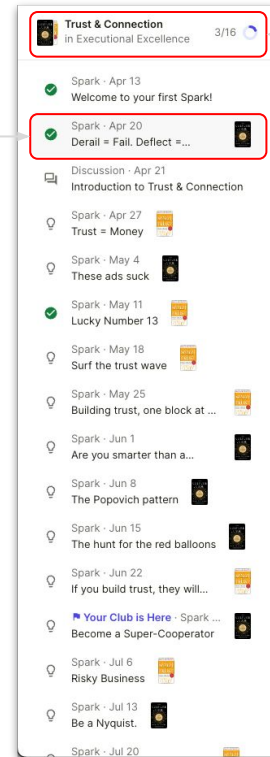 Trust & Connection
in Executional Excellence
3/16
Spark · Apr 13
Welcome to your first Spark!
Spark · Apr 20
Derail = Fail. Deflect =...
Discussion · Apr 21
Introduction to Trust & Connection
Spark · Apr 27
Trust = Money
Spark · May 4
These ads suck
Spark · May 11
Lucky Number 13
Spark · May 18
Surf the trust wave
Spark · May 25
Building trust, one block at ...
Spark · Jun 1
Are you smarter than a...
Spark · Jun 8
The Popovich pattern
Spark · Jun 15
The hunt for the red balloons
Spark · Jun 22
If you build trust, they will...
Your Club is Here · Spark ...
Become a Super-Cooperator
Spark · Jul 6
Risky Business
Spark · Jul 13
Be a Nyquist.
Spark · Jul 20